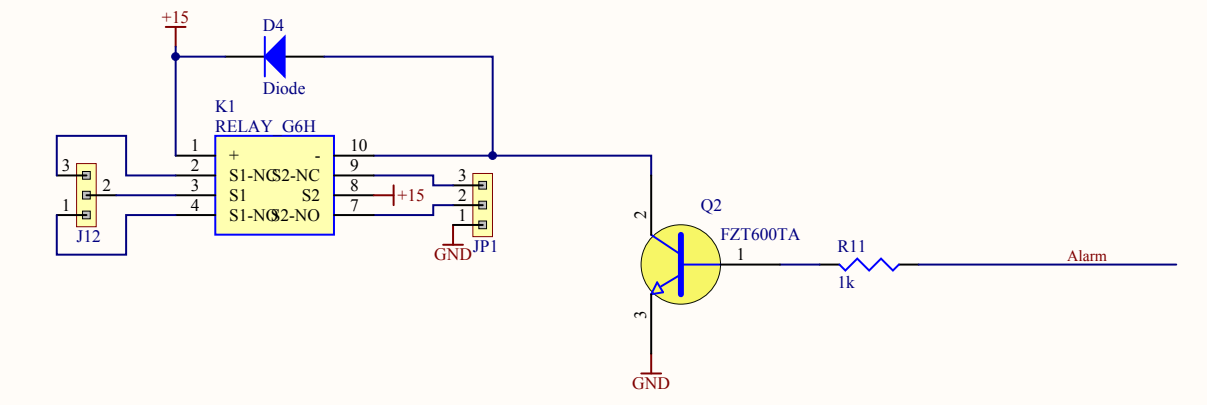 +15
D4
Diode
K1
RELAY G6H
1
+
-
10
2
S1-NC
S2-NC
9
3
S1
S2
8
+15
4
S1-NO
S2-NO
7
3
2
1
J12
3
2
1
JP1
GND
2
Q2
FZT600TA
1
3
GND
R11
1k
Alarm